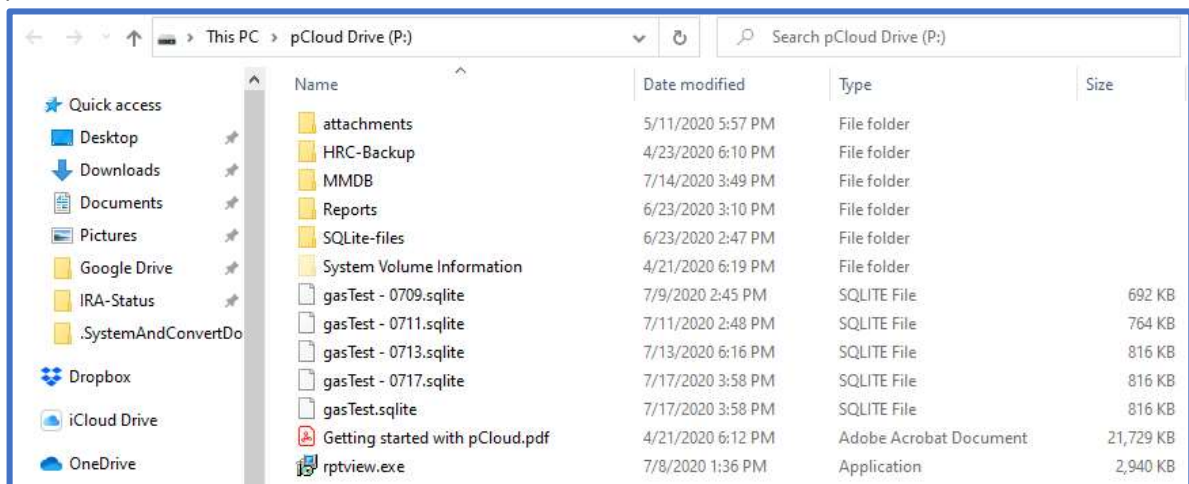 This PC > pCloud Drive (P:) Search pCloud Drive (P:)
Name Date modified Type Size
Quick access
Desktop
Downloads
Documents
Pictures
Google Drive
IRA-Status
.SystemAndConvertDo
Dropbox
iCloud Drive
OneDrive
attachments 5/11/2020 5:57 PM File folder
HRC-Backup 4/23/2020 6:10 PM File folder
MMDB 7/14/2020 3:49 PM File folder
Reports 6/23/2020 3:10 PM File folder
SQLite-files 6/23/2020 2:47 PM File folder
System Volume Information 4/21/2020 6:19 PM File folder
gasTest - 0709.sqlite 7/9/2020 2:45 PM SQLITE File 692 KB
gasTest - 0711.sqlite 7/11/2020 2:48 PM SQLITE File 764 KB
gasTest - 0713.sqlite 7/13/2020 6:16 PM SQLITE File 816 KB
gasTest - 0717.sqlite 7/17/2020 3:58 PM SQLITE File 816 KB
gasTest.sqlite 7/17/2020 3:58 PM SQLITE File 816 KB
Getting started with pCloud.pdf 4/21/2020 6:12 PM Adobe Acrobat Document 21,729 KB
rptview.exe 7/8/2020 1:36 PM Application 2,940 KB